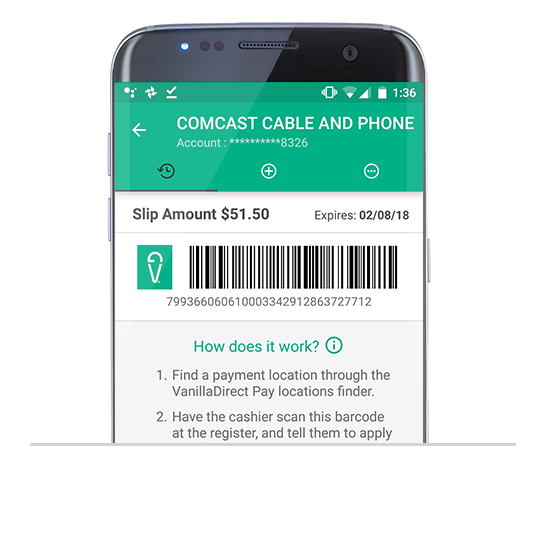 1:36
COMCAST CABLE AND PHONE
Account : **********8326
Slip Amount $51.50
Expires: 02/08/18
799366060610003342912863727712
How does it work?
1. Find a payment location through the
VanillaDirect Pay locations finder.
2. Have the cashier scan this barcode
at the register, and tell them to apply